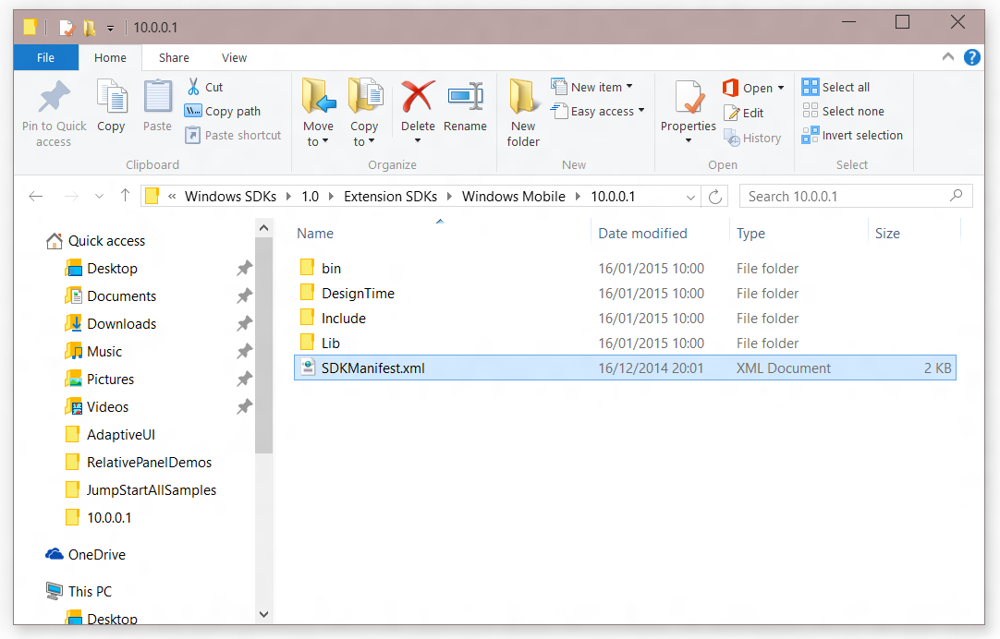 10.0.0.1
File Home Share View
Pin to Quick access
Copy
Paste
Cut
Copy path
Paste shortcut
Clipboard
Move to
Copy to
Delete
Rename
Organize
New folder
New item
Easy access
New
Properties
Open
Edit
History
Open
Select all
Select none
Invert selection
Select
« Windows SDKs 1.0 Extension SDKs Windows Mobile 10.0.0.1
Search 10.0.0.1
Quick access
Desktop
Documents
Downloads
Music
Pictures
Videos
AdaptiveUI
RelativePanelDemos
JumpStartAllSamples
10.0.0.1
OneDrive
This PC
Desktop
Name Date modified Type Size
bin 16/01/2015 10:00 File folder
DesignTime 16/01/2015 10:00 File folder
Include 16/01/2015 10:00 File folder
Lib 16/01/2015 10:00 File folder
SDKManifest.xml 16/12/2014 20:01 XML Document 2 KB